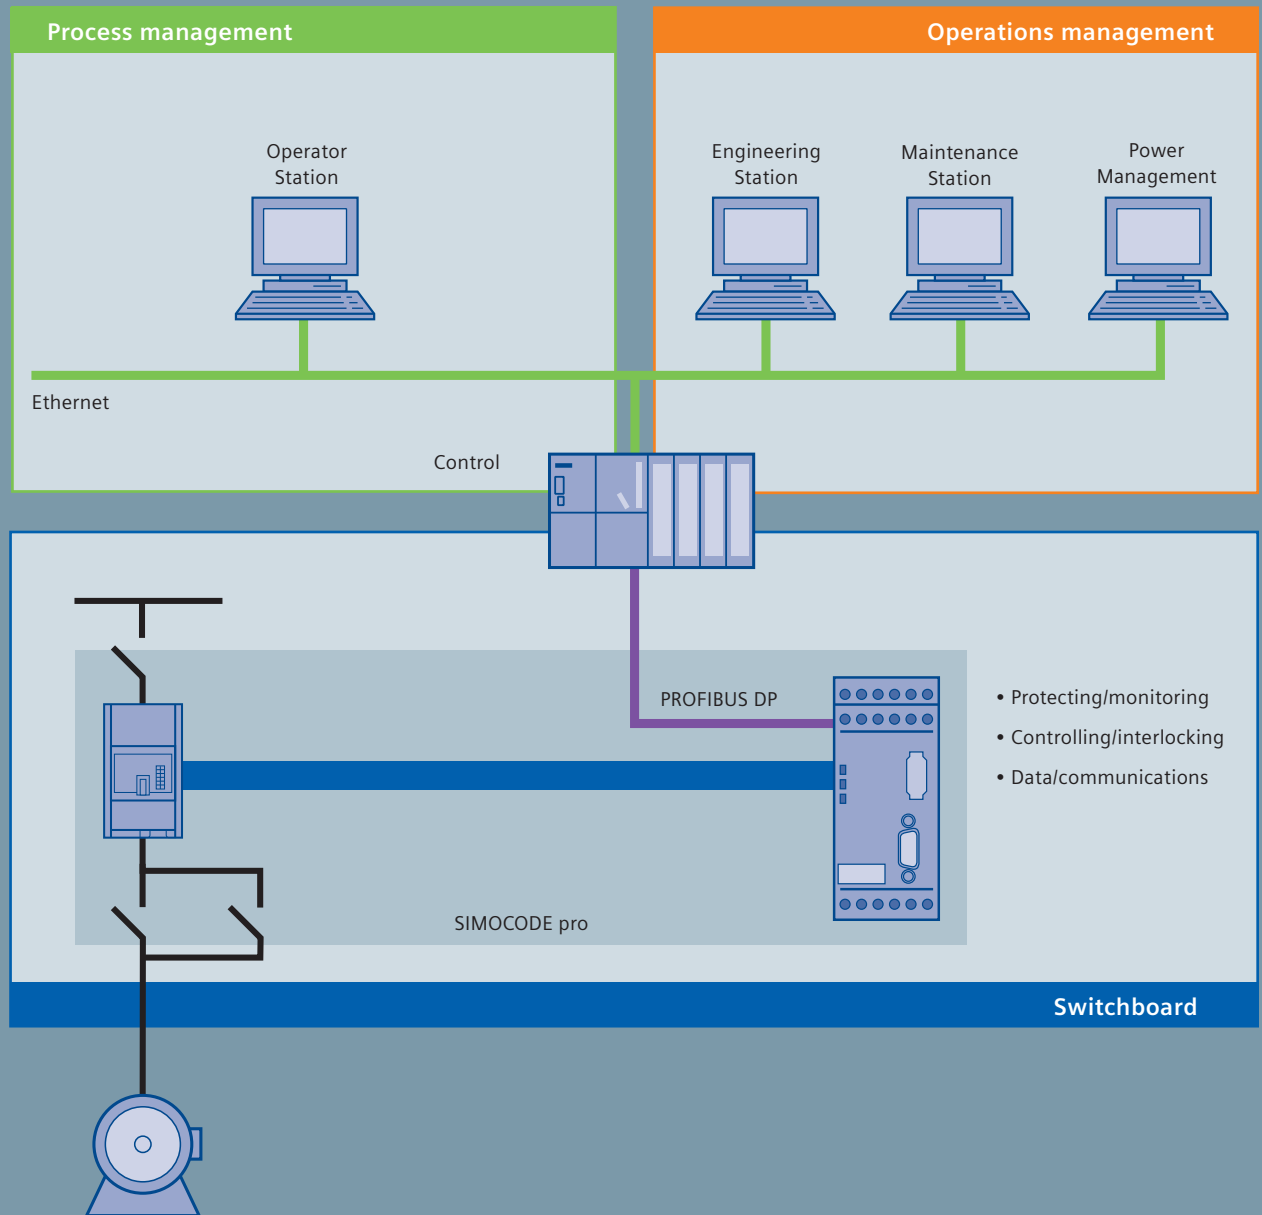 Process management
Operations management
Operator
Station
Engineering
Station
Maintenance
Station
Power
Management
Ethernet
Control
PROFIBUS DP
• Protecting/monitoring
• Controlling/interlocking
• Data/communications
SIMOCODE pro
Switchboard